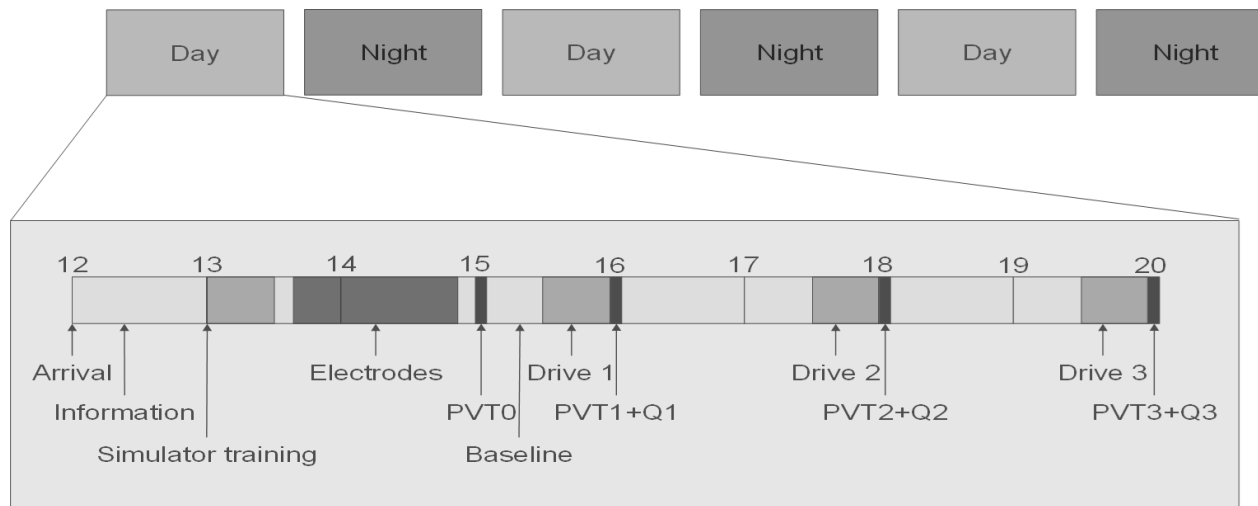 Day Night Day Night Day Night
12 13 14 15 16 17 18 19 20
Arrival Electrodes Drive 1 Drive 2 Drive 3
Information PVT0 PVT1+Q1 PVT2+Q2 PVT3+Q3
Simulator training Baseline